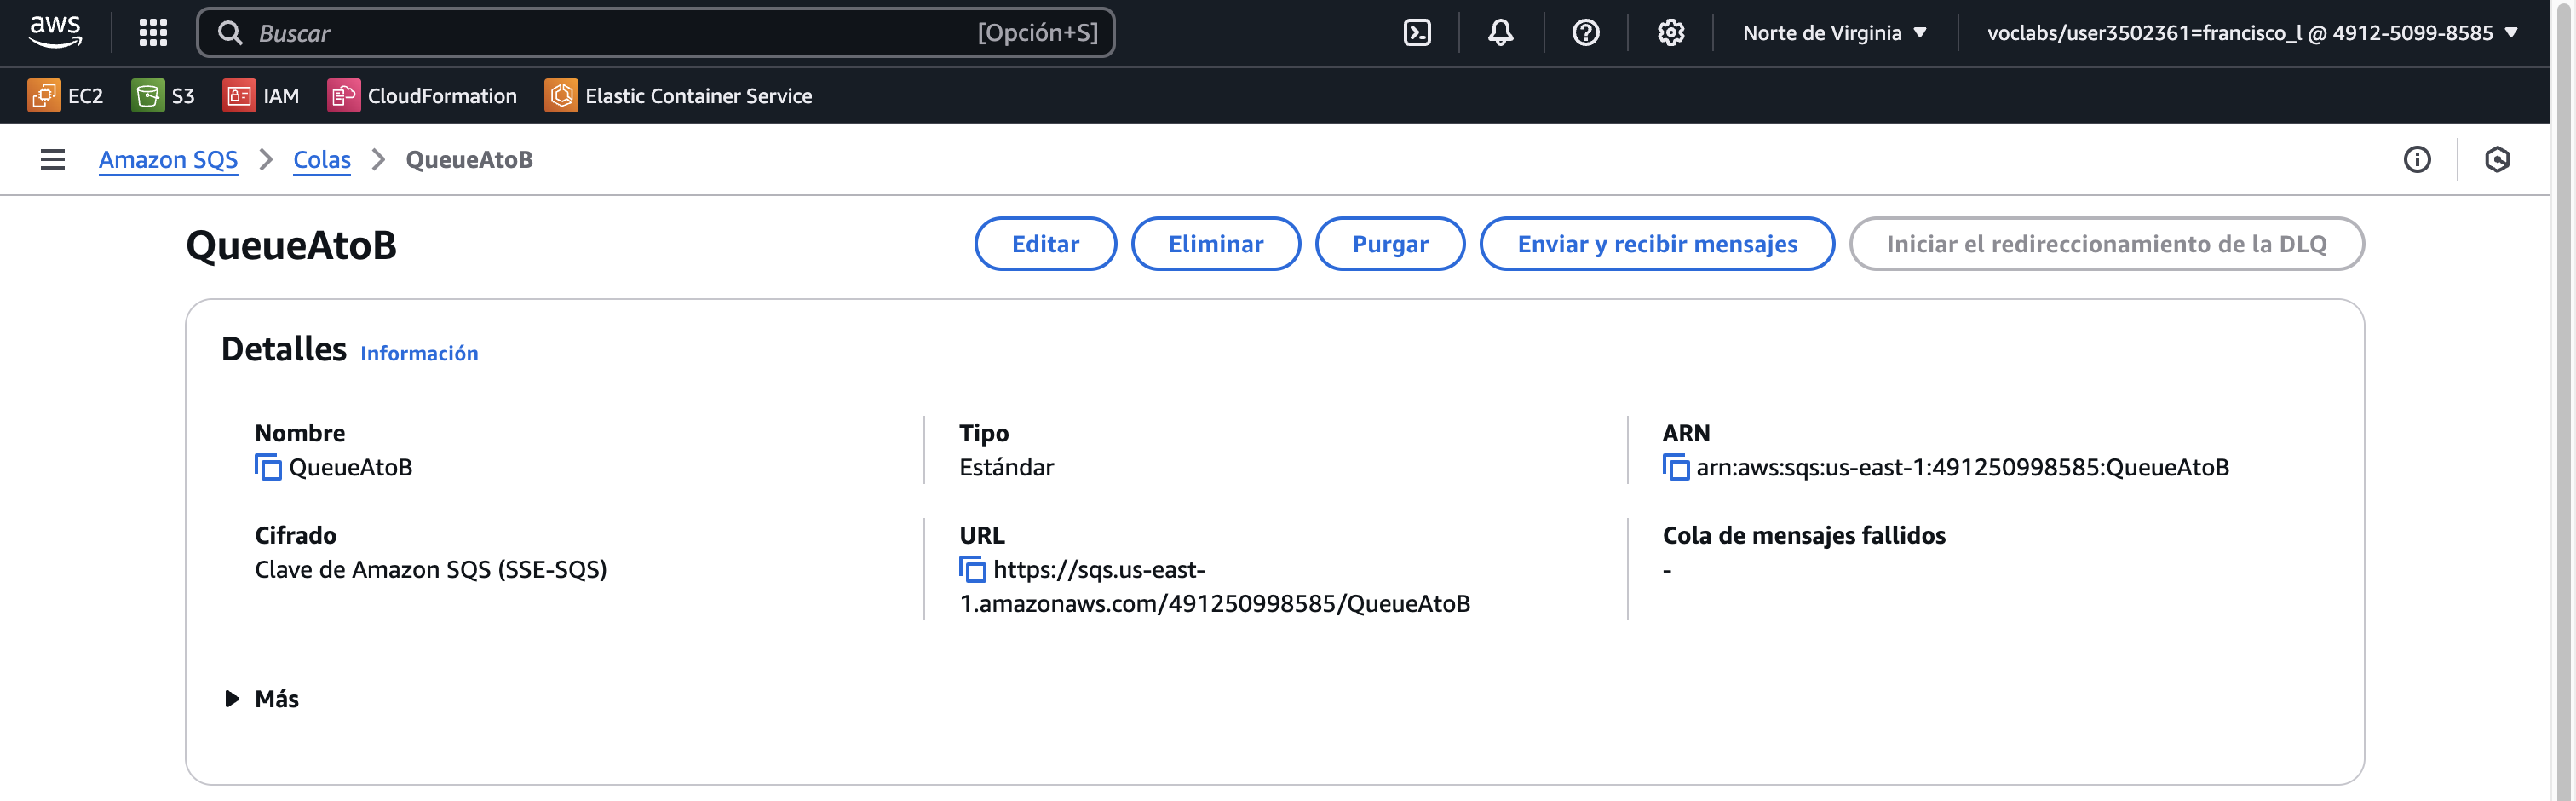 aws
Buscar [Opción+S]
Norte de Virginia
voclabs/user3502361=francisco_l @ 4912-5099-8585
EC2 S3 IAM CloudFormation Elastic Container Service
Amazon SQS Colas QueueAtoB
QueueAtoB
Editar Eliminar Purgar Enviar y recibir mensajes Iniciar el redireccionamiento de la DLQ
Detalles Información
Nombre
QueueAtoB
Tipo
Estándar
ARN
arn:aws:sqs:us-east-1:491250998585:QueueAtoB
Cifrado
Clave de Amazon SQS (SSE-SQS)
URL
https://sqs.us-east-
1.amazonaws.com/491250998585/QueueAtoB
Cola de mensajes fallidos
-
Más